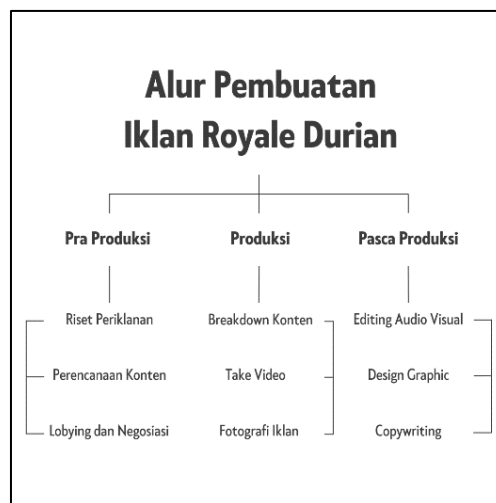 Alur Pembuatan
Iklan Royale Durian
Pra Produksi
Produksi
Pasca Produksi
Riset Periklanan
Breakdown Konten
Editing Audio Visual
Perencanaan Konten
Take Video
Design Graphic
Lobying dan Negosiasi
Fotografi Iklan
Copywriting